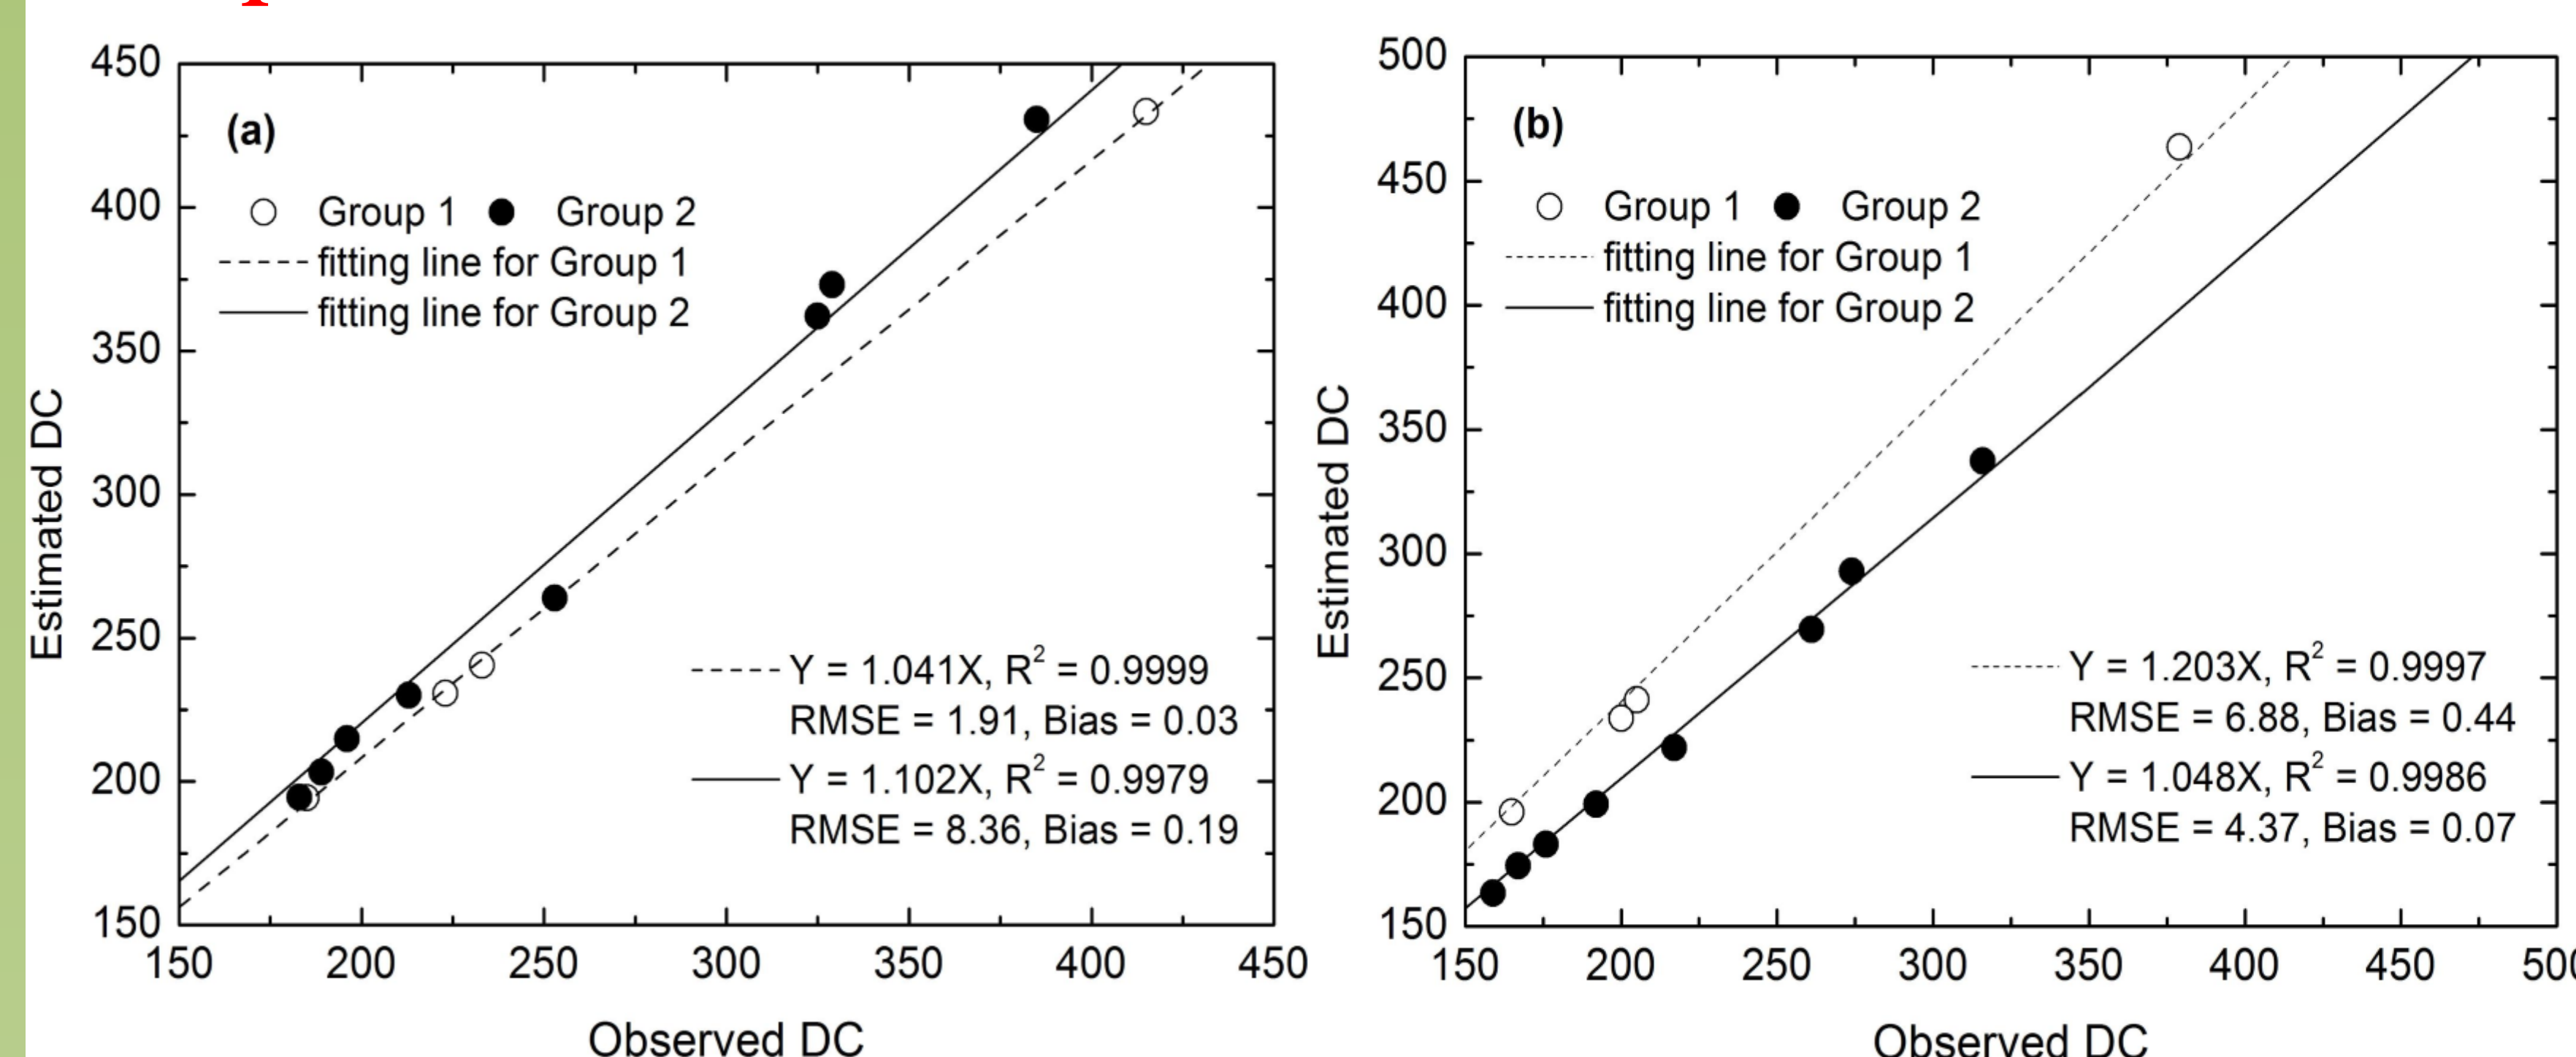 450
400
350
300
250
200
150
Estimated DC
(a)
Group 1 Group 2
fitting line for Group 1
fitting line for Group 2
Y = 1.041X, R² = 0.9999
RMSE = 1.91, Bias = 0.03
Y = 1.102X, R² = 0.9979
RMSE = 8.36, Bias = 0.19
150 200 250 300 350 400 450
Observed DC
500
450
400
350
300
250
200
150
Estimated DC
(b)
Group 1 Group 2
fitting line for Group 1
fitting line for Group 2
Y = 1.203X, R² = 0.9997
RMSE = 6.88, Bias = 0.44
Y = 1.048X, R² = 0.9986
RMSE = 4.37, Bias = 0.07
150 200 250 300 350 400 450 500
Observed DC